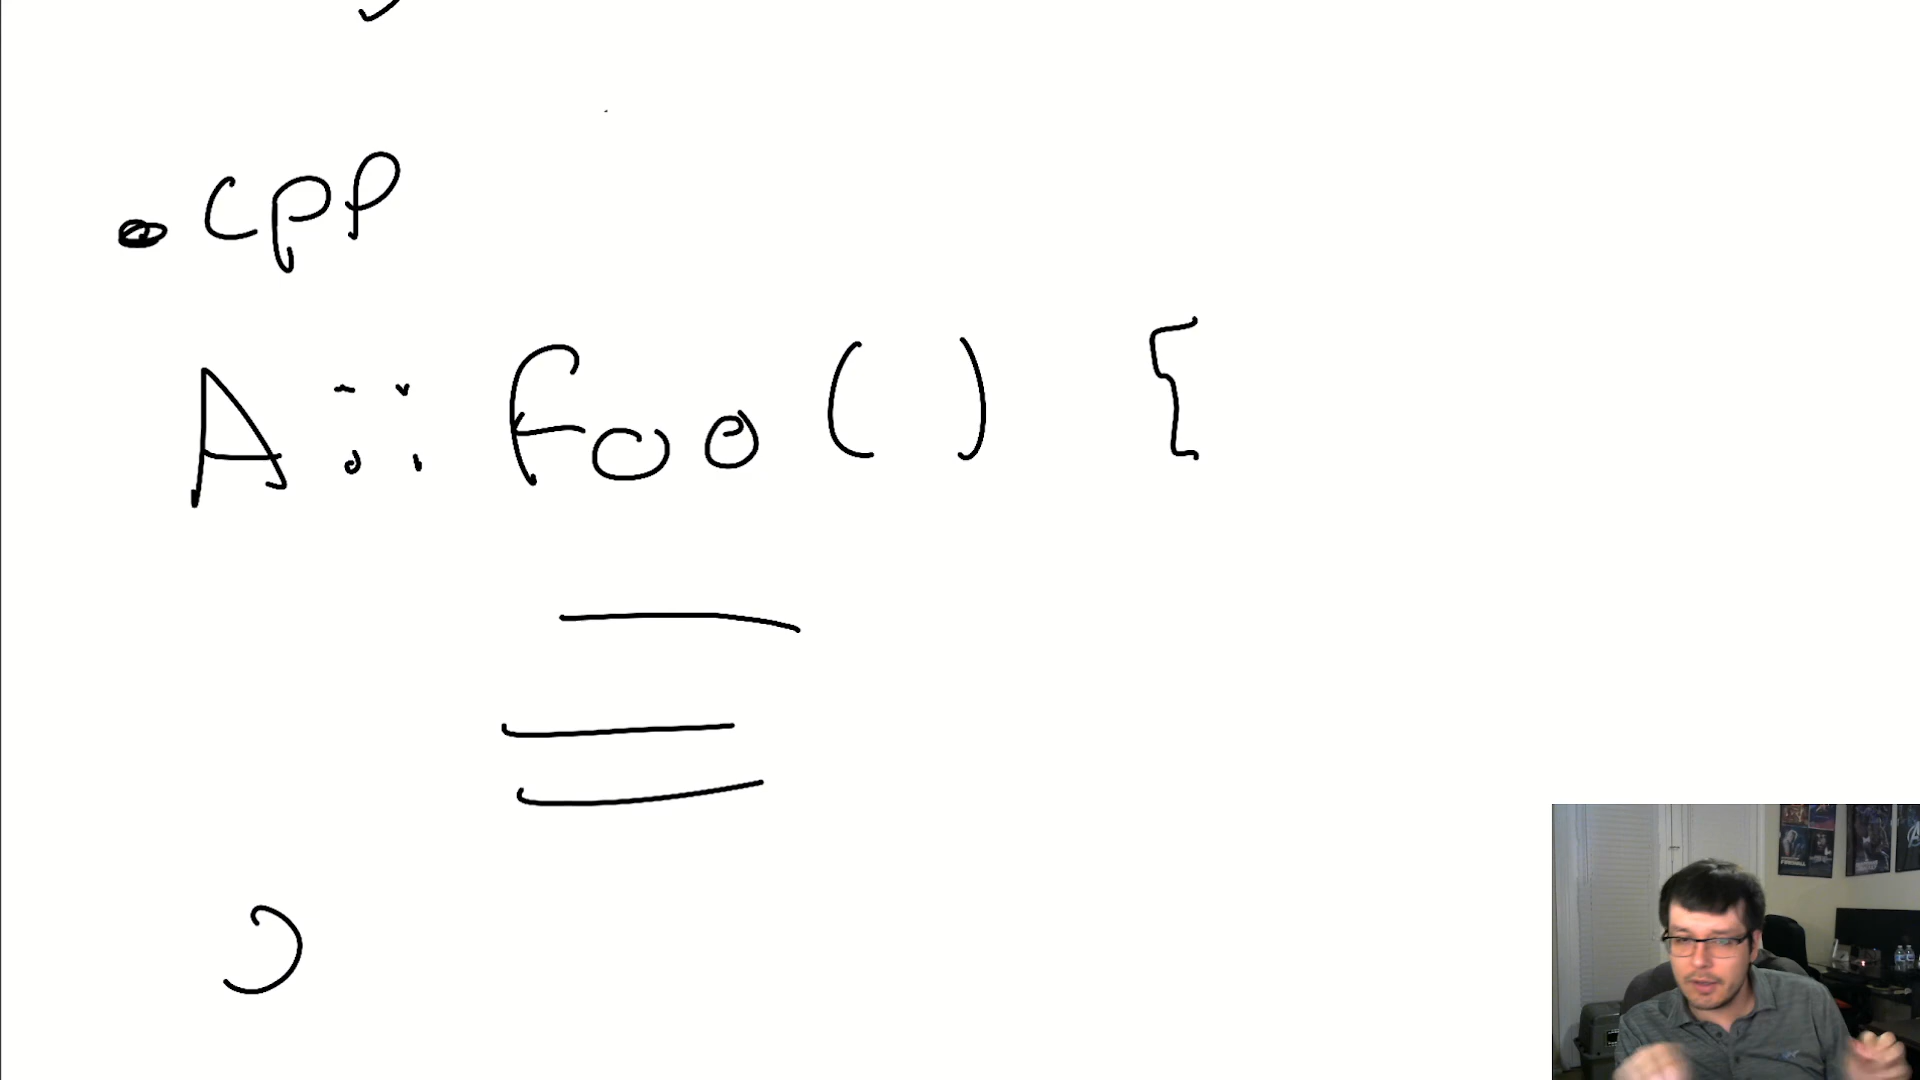 .cpp
A::foo() {
}